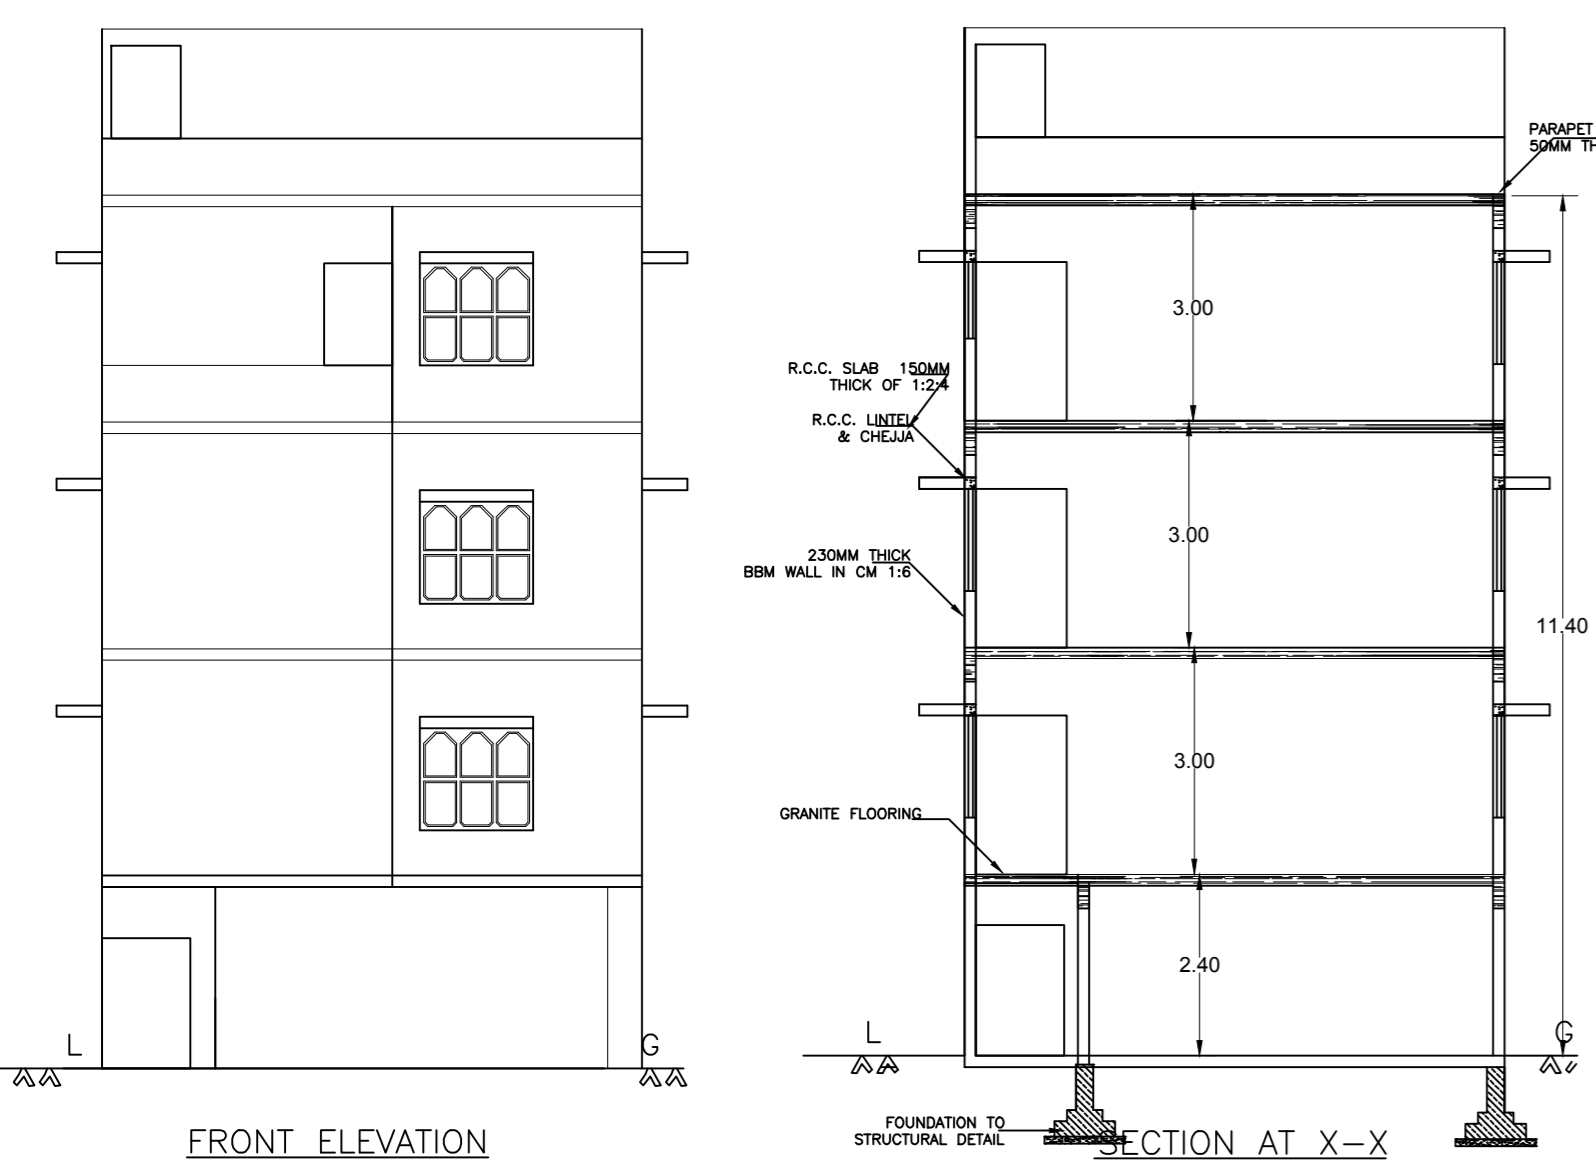 PARAPET
50MM TH
3.00
R.C.C. SLAB 150MM
THICK OF 1:2:4
R.C.C. LINTEL
& CHEJJA
3.00
230MM THICK
BBM WALL IN CM 1:6
11.40
3.00
GRANITE FLOORING
2.40
L
G
L
G
FOUNDATION TO
STRUCTURAL DETAIL
FRONT ELEVATION
SECTION AT X-X